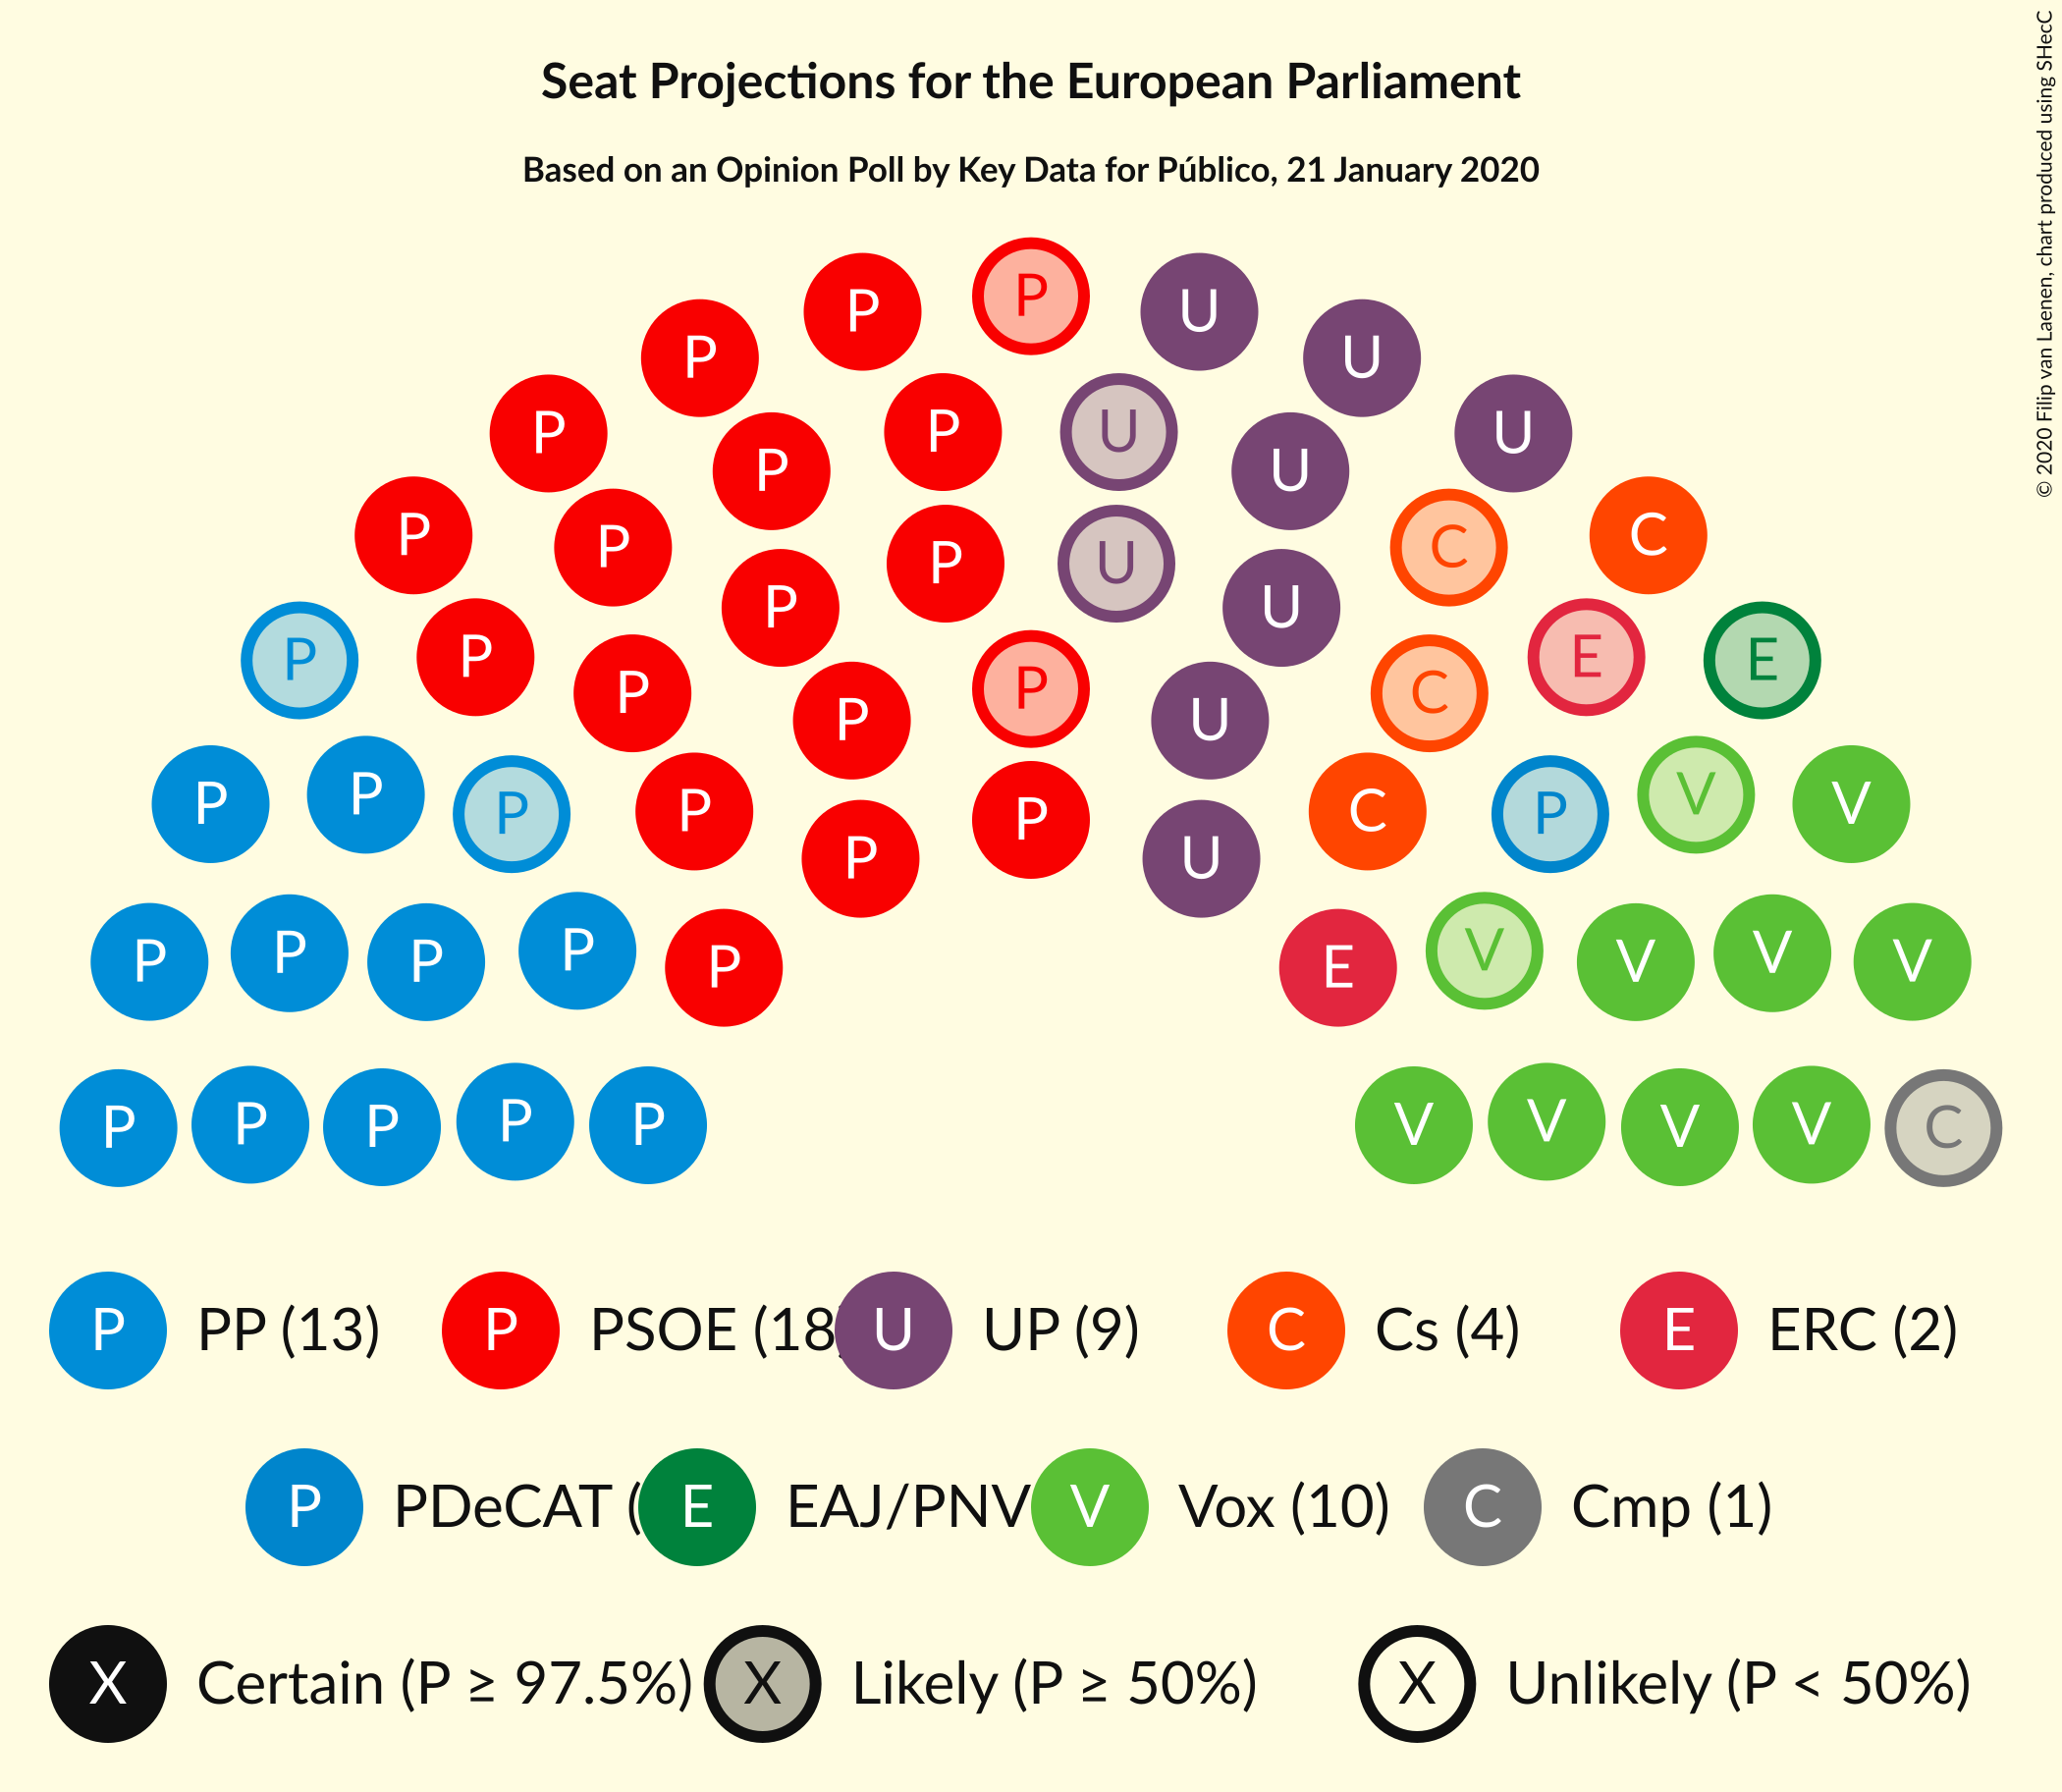 Seat Projections for the European Parliament
Based on an Opinion Poll by Key Data for Público, 21 January 2020
© 2020 Filip van Laenen, chart produced using SHecC
P
P U
P U
P P U U
P U
P C
P C
P U
P U
P P E E
P P C
P U
P P V V
P P P C P
P U
P P P P P E V V V V
P P P P P V V V V C
P PP (13) P PSOE (18 U UP (9) C Cs (4) E ERC (2)
P PDeCAT ( E EAJ/PNV V Vox (10) C Cmp (1)
X Certain (P ≥ 97.5%) X Likely (P ≥ 50%) X Unlikely (P < 50%)